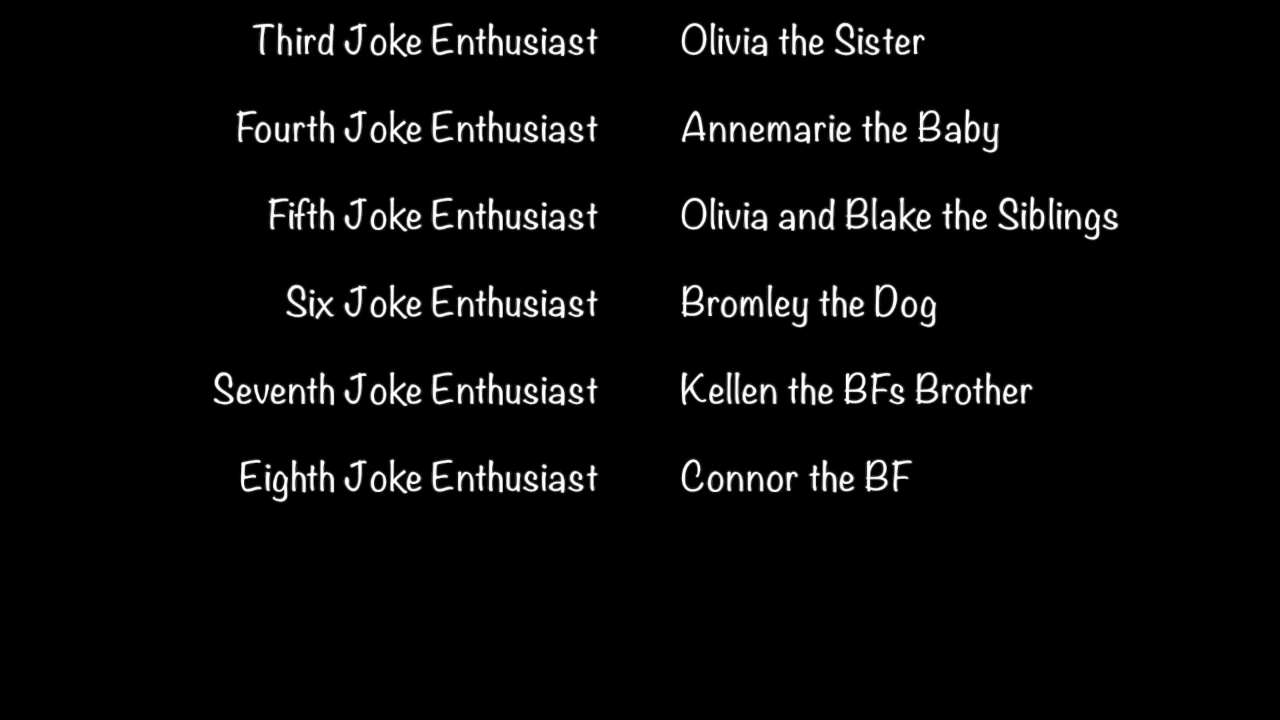 Third Joke Enthusiast Olivia the Sister
Fourth Joke Enthusiast Annemarie the Baby
Fifth Joke Enthusiast Olivia and Blake the Siblings
Six Joke Enthusiast Bromley the Dog
Seventh Joke Enthusiast Kellen the BFs Brother
Eighth Joke Enthusiast Connor the BF